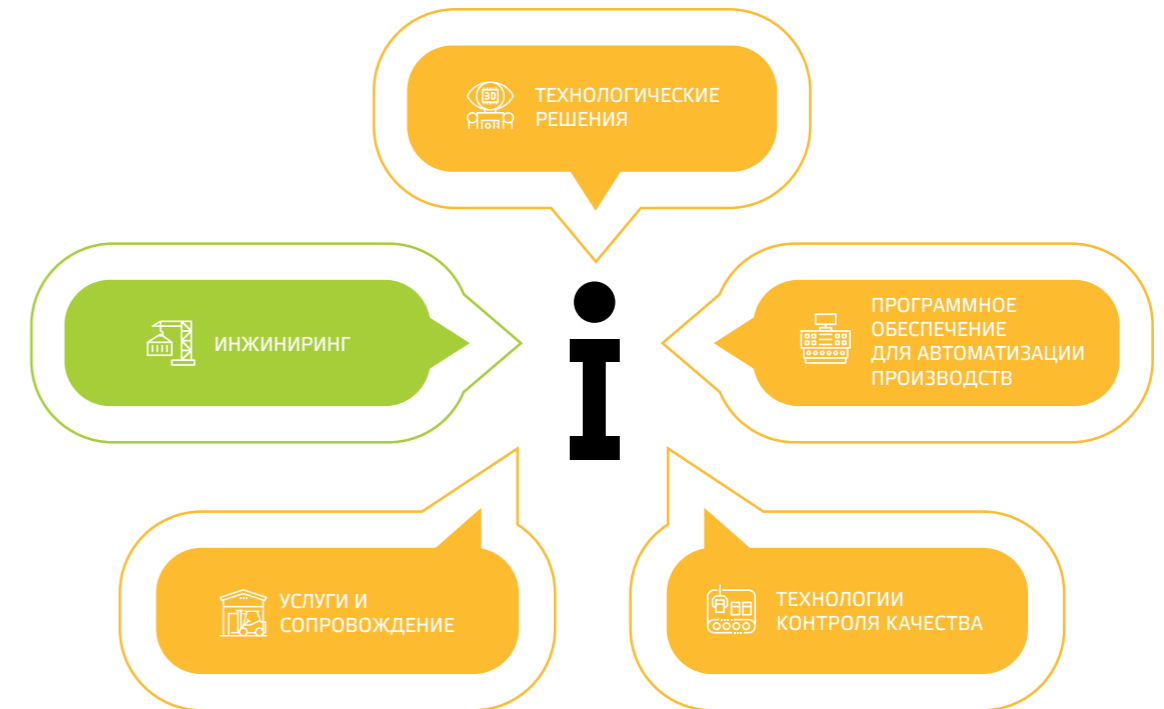 ТЕХНОЛОГИЧЕСКИЕ
РЕШЕНИЯ
ИНЖИНИРИНГ
i
ПРОГРАММНОЕ
ОБЕСПЕЧЕНИЕ
ДЛЯ АВТОМАТИЗАЦИИ
ПРОИЗВОДСТВ
УСЛУГИ И
СОПРОВОЖДЕНИЕ
ТЕХНОЛОГИИ
КОНТРОЛЯ КАЧЕСТВА